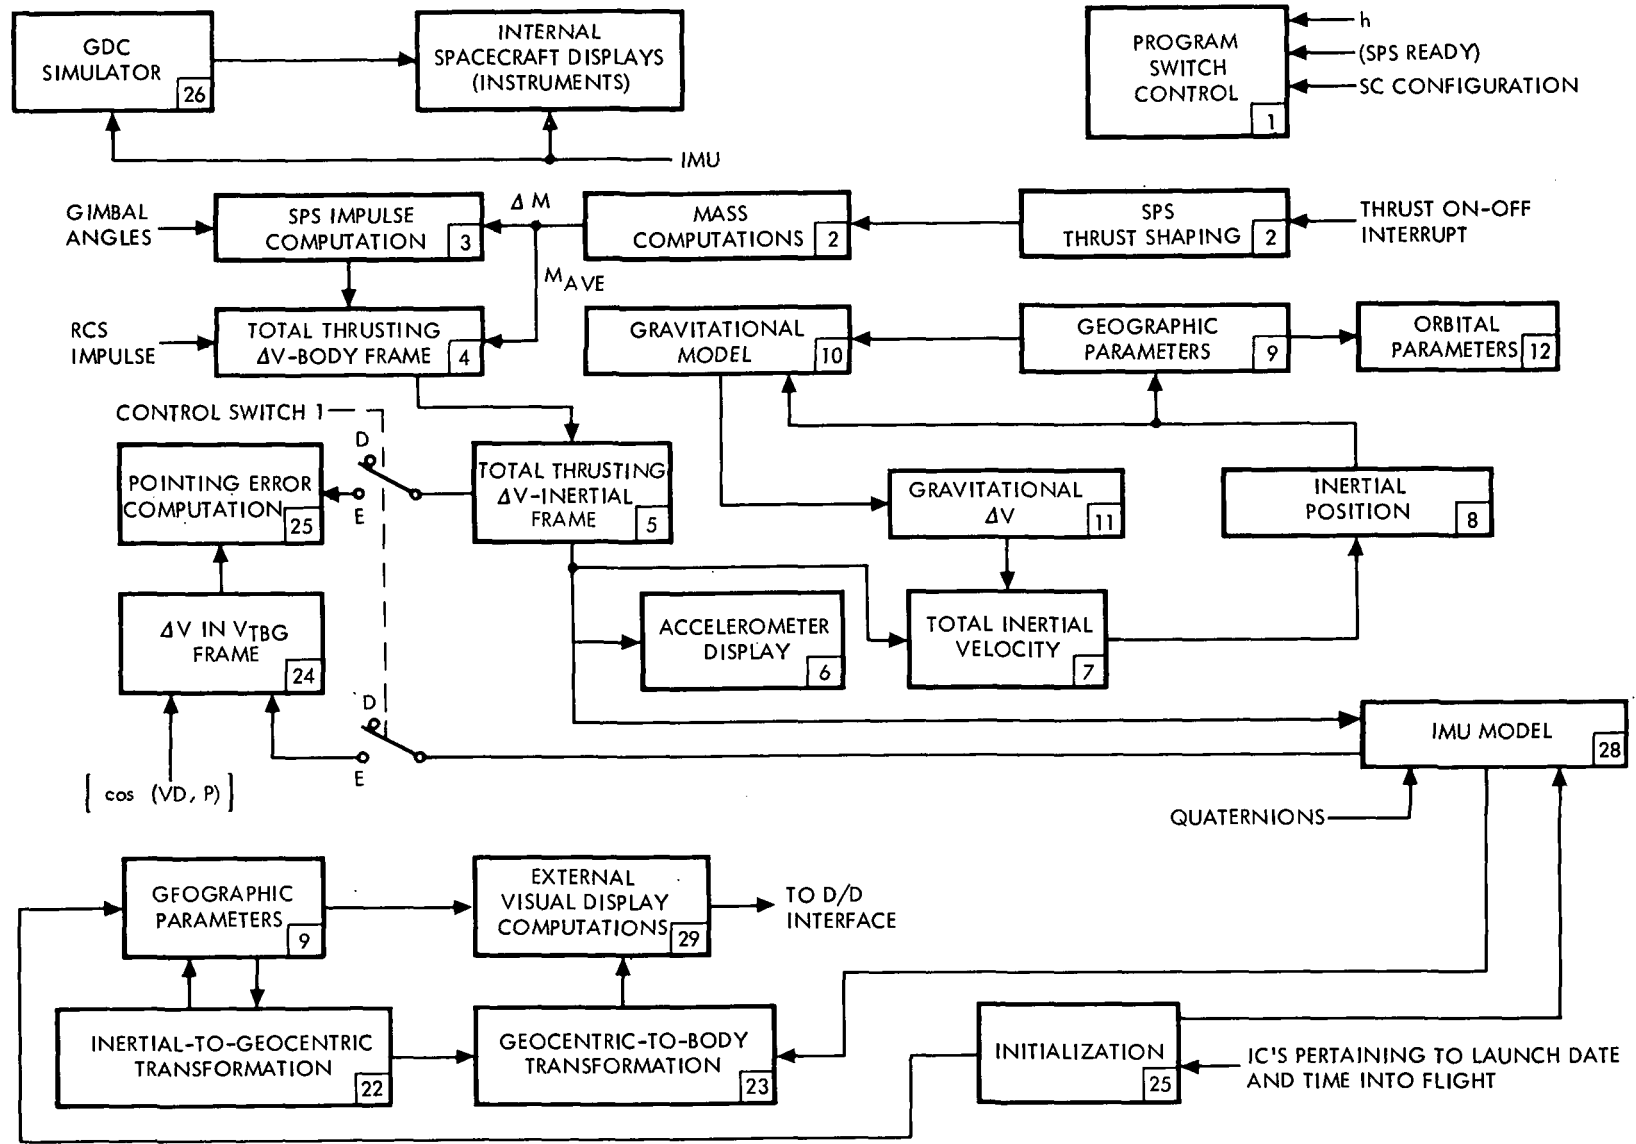 GDC
SIMULATOR
26
INTERNAL
SPACECRAFT DISPLAYS
(INSTRUMENTS)
PROGRAM
SWITCH
CONTROL
1
h
(SPS READY)
SC CONFIGURATION
IMU
GIMBAL
ANGLES
SPS IMPULSE
COMPUTATION
3
Δ M
MASS
COMPUTATIONS
2
SPS
THRUST SHAPING
2
THRUST ON-OFF
INTERRUPT
M AVE
RCS
IMPULSE
TOTAL THRUSTING
ΔV-BODY FRAME
4
GRAVITATIONAL
MODEL
10
GEOGRAPHIC
PARAMETERS
9
ORBITAL
PARAMETERS
12
CONTROL SWITCH 1
D
E
POINTING ERROR
COMPUTATION
25
TOTAL THRUSTING
ΔV-INERTIAL
FRAME
5
GRAVITATIONAL
ΔV
11
INERTIAL
POSITION
8
ΔV IN VTBG
FRAME
24
ACCELEROMETER
DISPLAY
6
TOTAL INERTIAL
VELOCITY
7
D
E
IMU MODEL
28
[ cos (VD, P) ]
QUATERNIONS
GFOGRAPHIC
PARAMETERS
9
EXTERNAL
VISUAL DISPLAY
COMPUTATIONS
29
TO D/D
INTERFACE
INERTIAL-TO-GEOCENTRIC
TRANSFORMATION
22
GEOCENTRIC-TO-BODY
TRANSFORMATION
23
INITIALIZATION
25
IC'S PERTAINING TO LAUNCH DATE
AND TIME INTO FLIGHT